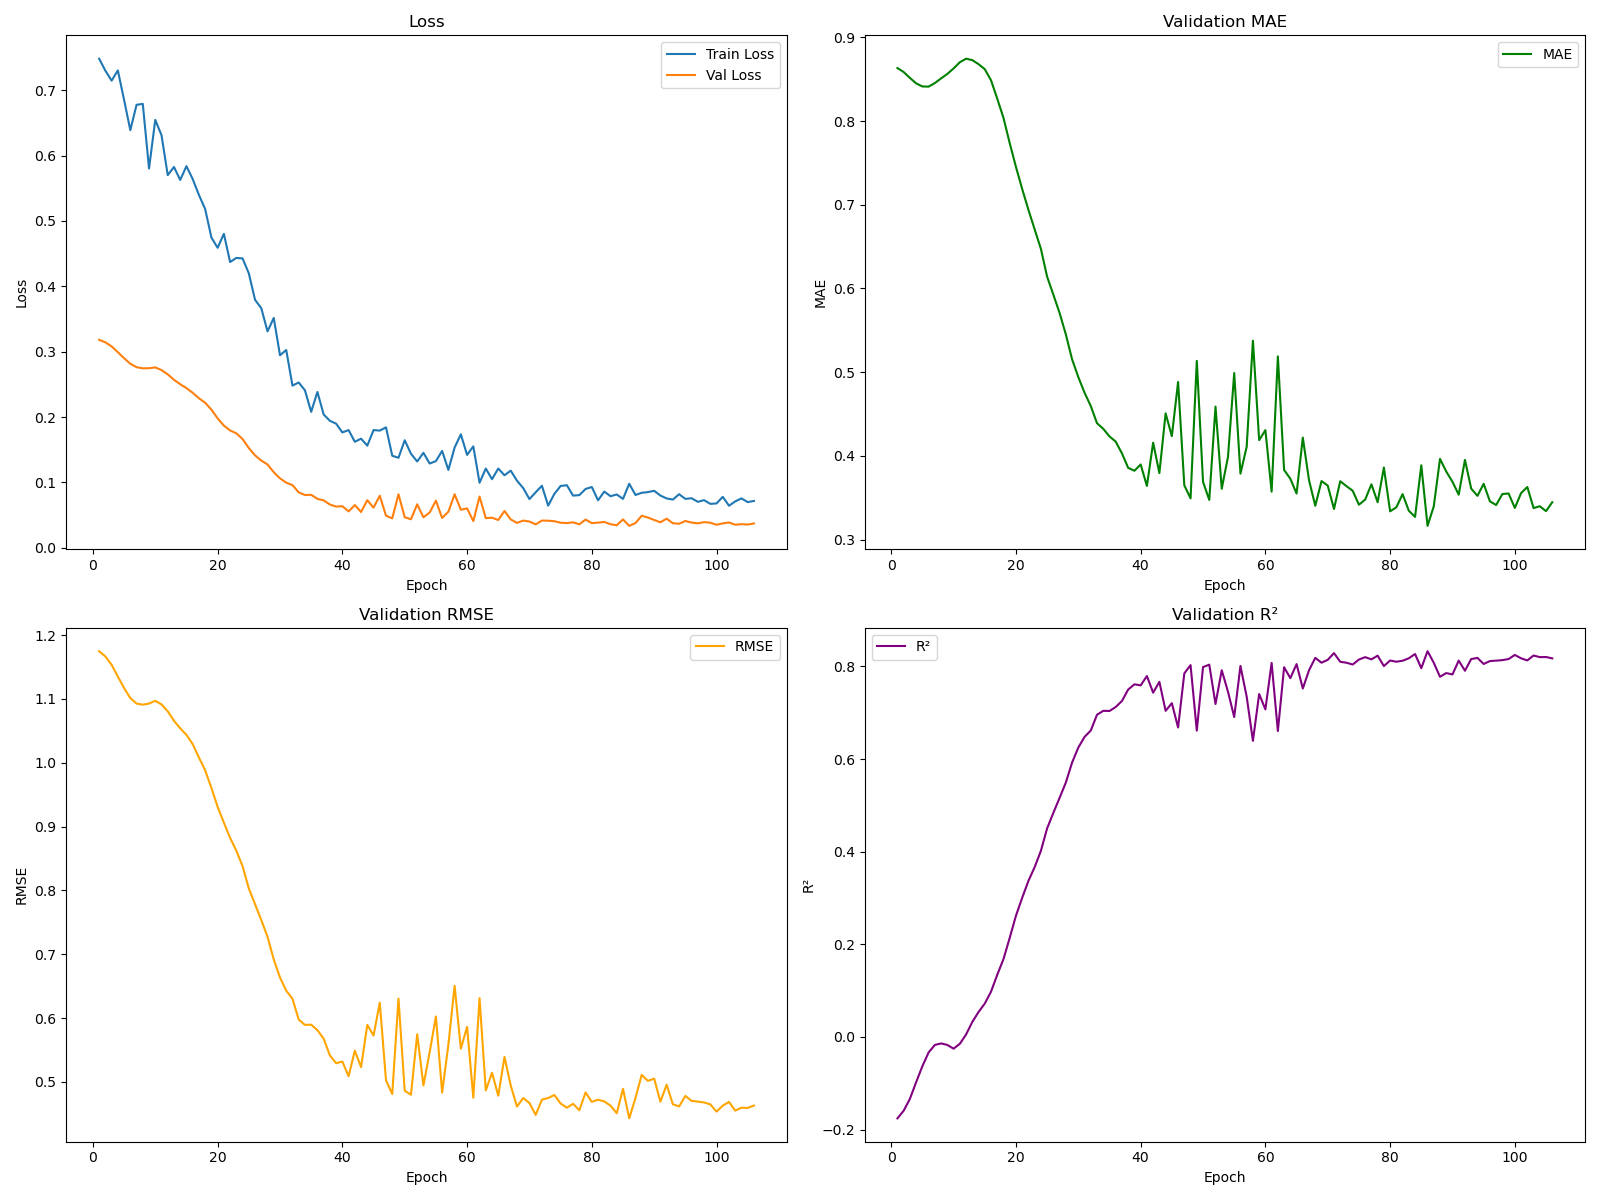 Loss
Train Loss
Val Loss
0.7
0.6
0.5
0.4
0.3
0.2
0.1
0.0
Loss
0 20 40 60 80 100
Epoch
Validation MAE
MAE
0.9
0.8
0.7
0.6
0.5
0.4
0.3
MAE
0 20 40 60 80 100
Epoch
Validation RMSE
RMSE
1.2
1.1
1.0
0.9
0.8
0.7
0.6
0.5
RMSE
0 20 40 60 80 100
Epoch
Validation R²
R²
0.8
0.6
0.4
0.2
0.0
−0.2
R²
0 20 40 60 80 100
Epoch